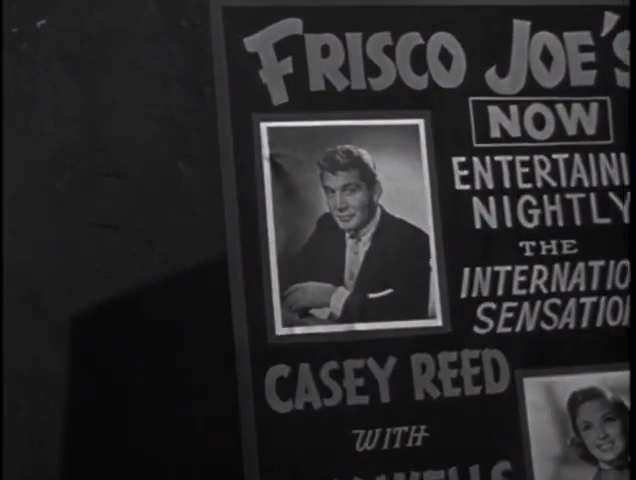 FRISCO JOE'S
NOW
ENTERTAINI
NIGHTLY
THE
INTERNATIO
SENSATIO
CASEY REED
WITH